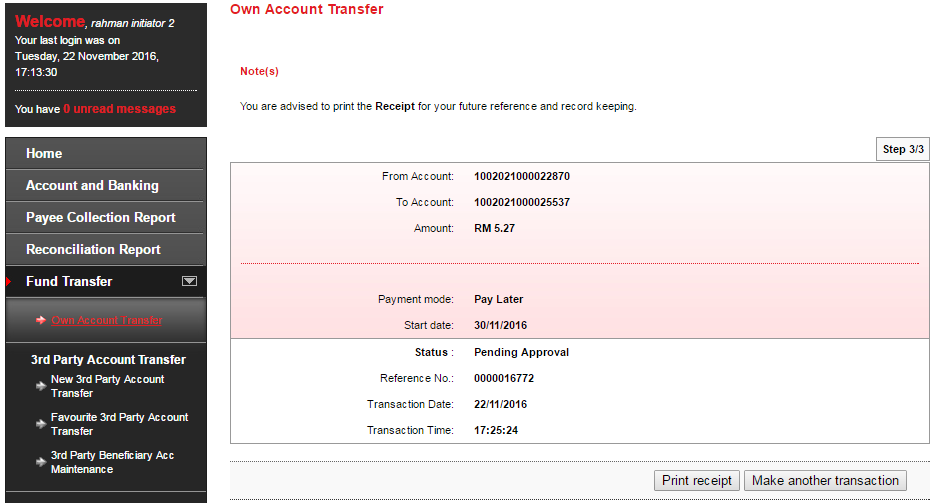 Welcome, rahman initiator 2
Your last login was on
Tuesday, 22 November 2016,
17:13:30
You have 0 unread messages
Home
Account and Banking
Payee Collection Report
Reconciliation Report
Fund Transfer
Own Account Transfer
3rd Party Account Transfer
New 3rd Party Account
Transfer
Favourite 3rd Party Account
Transfer
3rd Party Beneficiary Acc
Maintenance
Own Account Transfer
Note(s)
You are advised to print the Receipt for your future reference and record keeping.
Step 3/3
From Account: 1002021000022870
To Account: 1002021000025537
Amount: RM 5.27
Payment mode: Pay Later
Start date: 30/11/2016
Status : Pending Approval
Reference No.: 0000016772
Transaction Date: 22/11/2016
Transaction Time: 17:25:24
Print receipt Make another transaction